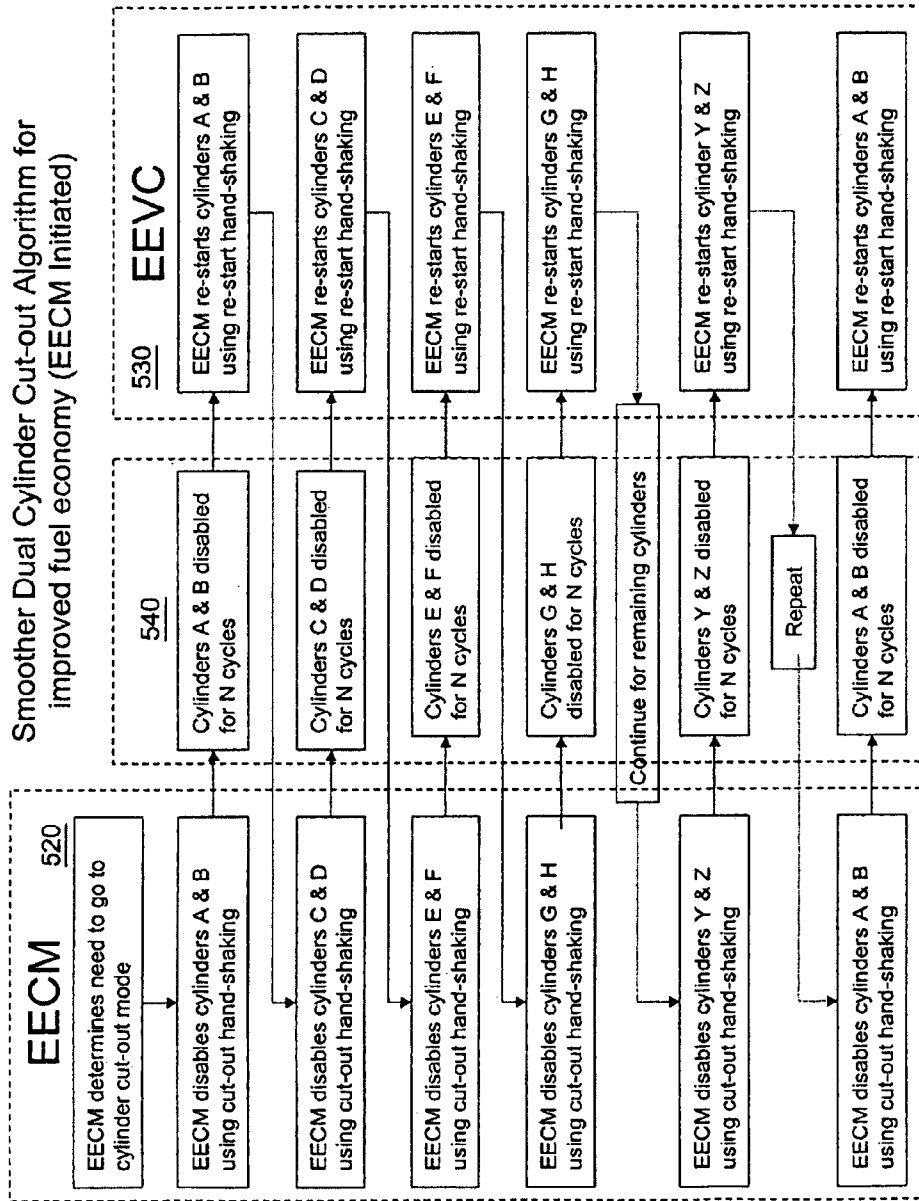 Smoother Dual Cylinder Cut-out Algorithm for
improved fuel economy (EECM Initiated)
EECM
520
EECM determines need to go to
cylinder cut-out mode
540
530
EEVC
EECM disables cylinders A & B
using cut-out hand-shaking
Cylinders A & B disabled
for N cycles
EECM re-starts cylinders A & B
using re-start hand-shaking
EECM disables cylinders C & D
using cut-out hand-shaking
Cylinders C & D disabled
for N cycles
EECM re-starts cylinders C & D
using re-start hand-shaking
EECM disables cylinders E & F
using cut-out hand-shaking
Cylinders E & F disabled
for N cycles
EECM re-starts cylinders E & F
using re-start hand-shaking
EECM disables cylinders G & H
using cut-out hand-shaking
Cylinders G & H
disabled for N cycles
EECM re-starts cylinders G & H
using re-start hand-shaking
Continue for remaining cylinders
EECM disables cylinders Y & Z
using cut-out hand-shaking
Cylinders Y & Z disabled
for N cycles
EECM re-starts cylinder Y & Z
using re-start hand-shaking
Repeat
EECM disables cylinders A & B
using cut-out hand-shaking
Cylinders A & B disabled
for N cycles
EECM re-starts cylinders A & B
using re-start hand-shaking